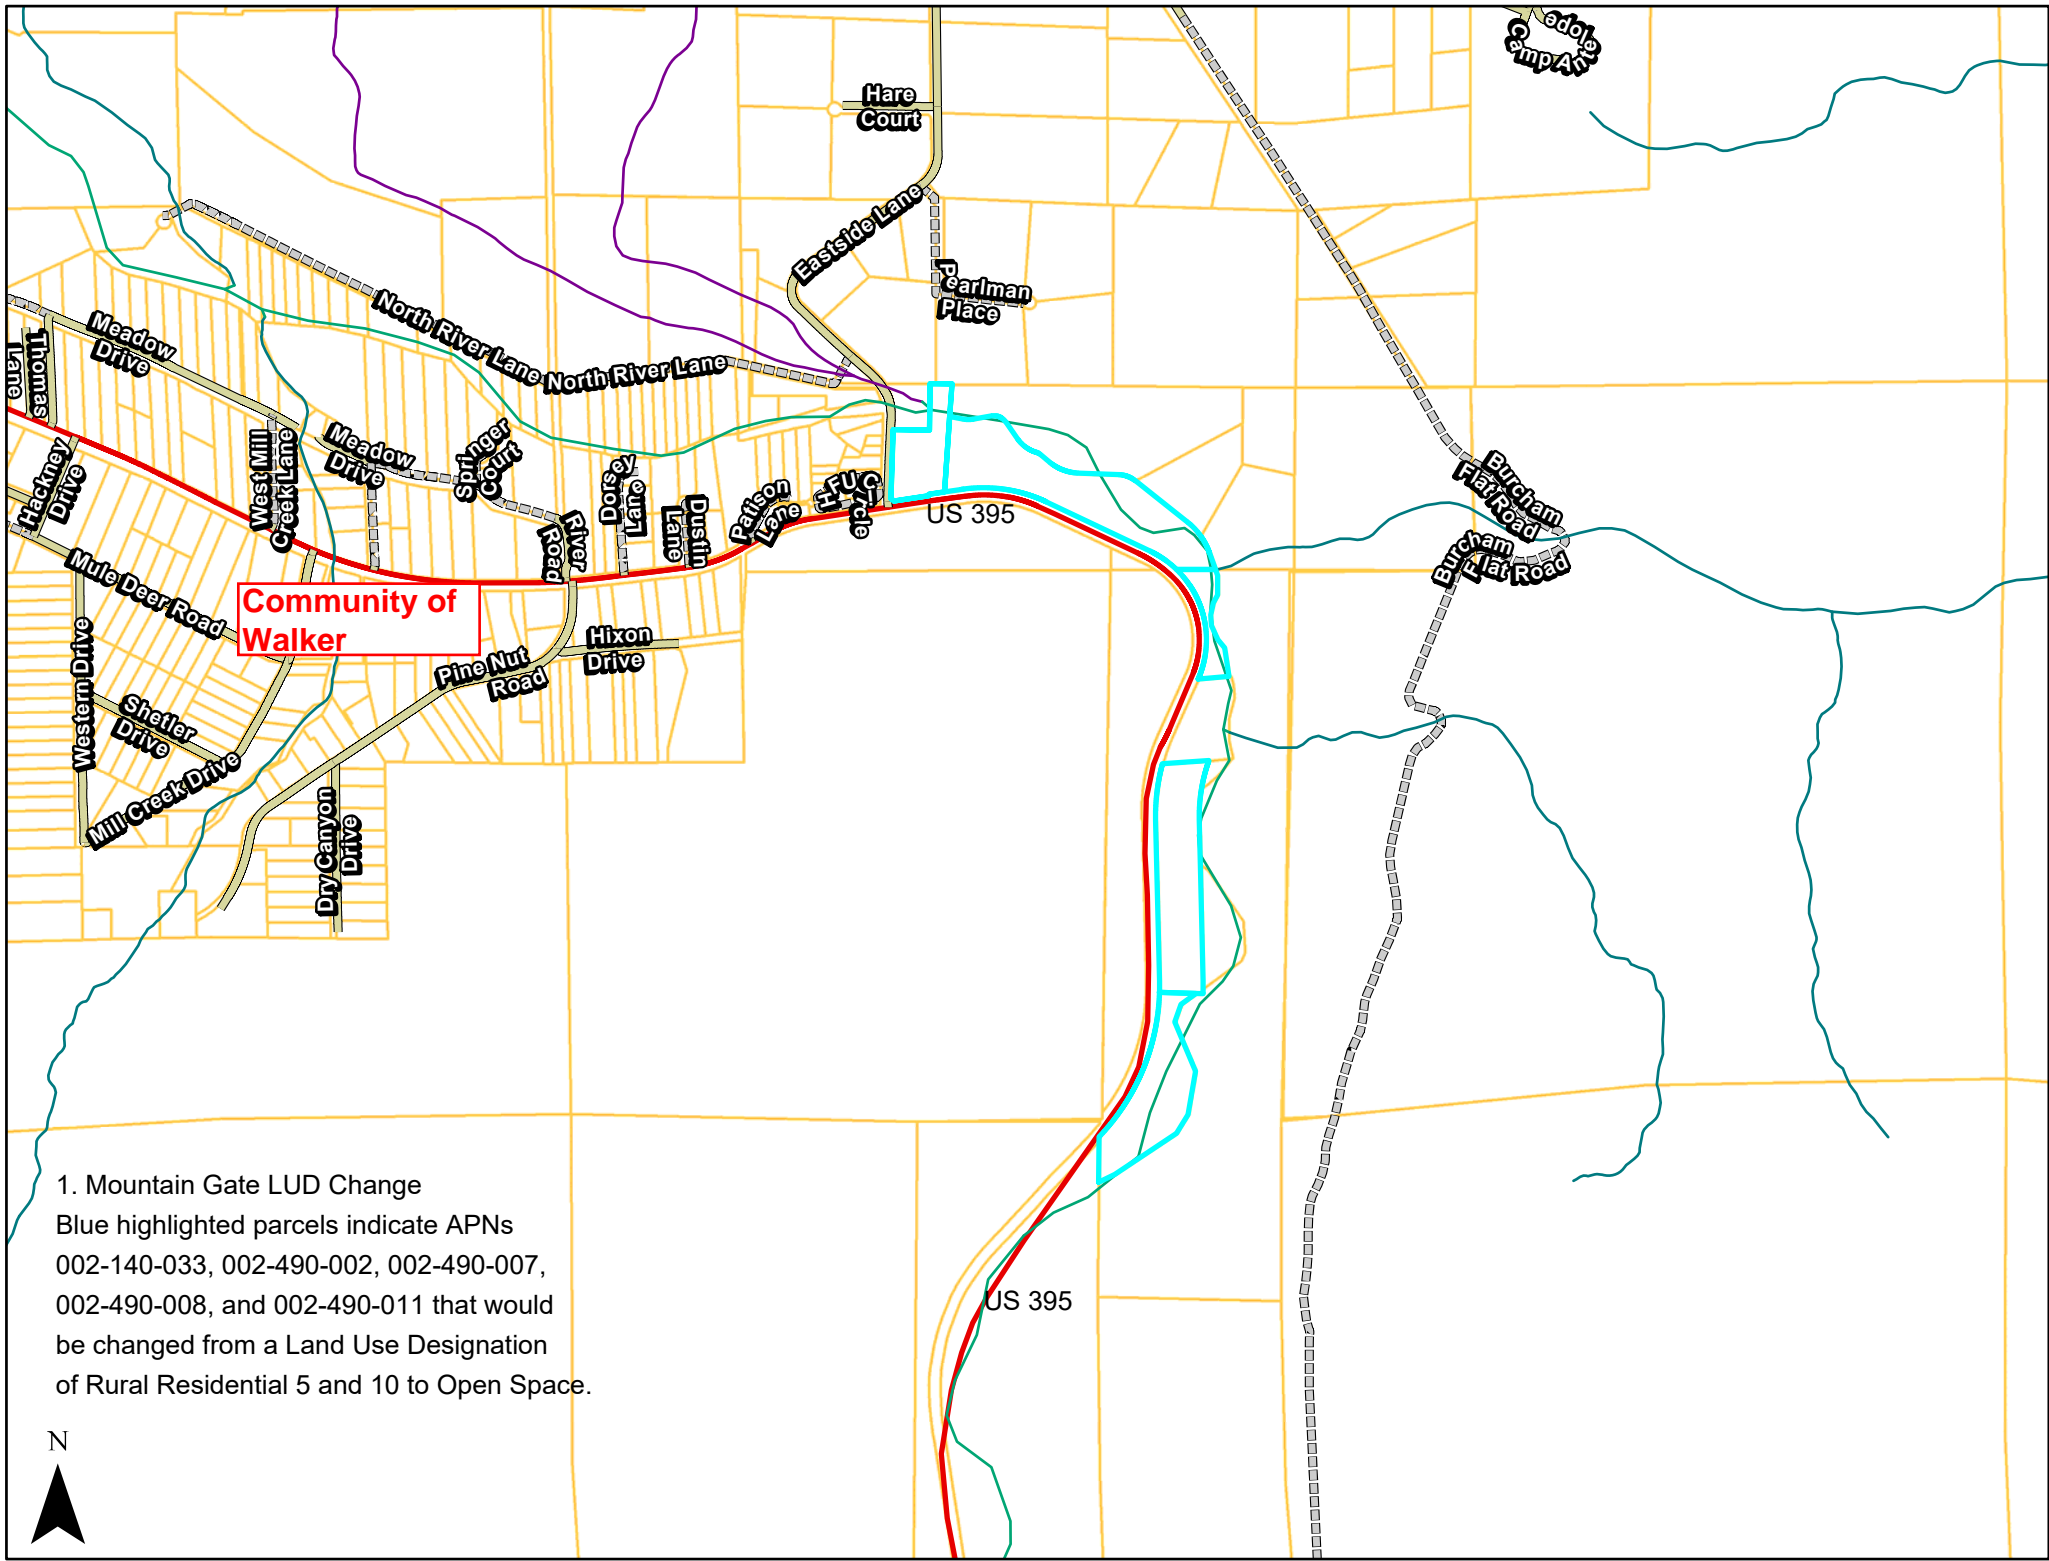 Camp Ante
lope
Hare
Court
Eastside Lane
Pearlman
Place
North River Lane
North River Lane
Meadow
Drive
Thomas
Lane
Hackney
Drive
West Mill
Creek Lane
Meadow
Drive
Springer
Court
Dorsey
Lane
Dustin
Lane
Patison
Lane
River
Road
US 395
Burcham
Flat Road
Burcham
Flat Road
Mule Deer Road
Community of
Walker
Hixon
Drive
Pine Nut
Road
Western Drive
Shetler
Drive
Mill Creek Drive
Dry Canyon
Drive
1. Mountain Gate LUD Change
Blue highlighted parcels indicate APNs
002-140-033, 002-490-002, 002-490-007,
002-490-008, and 002-490-011 that would
be changed from a Land Use Designation
of Rural Residential 5 and 10 to Open Space.
US 395
N